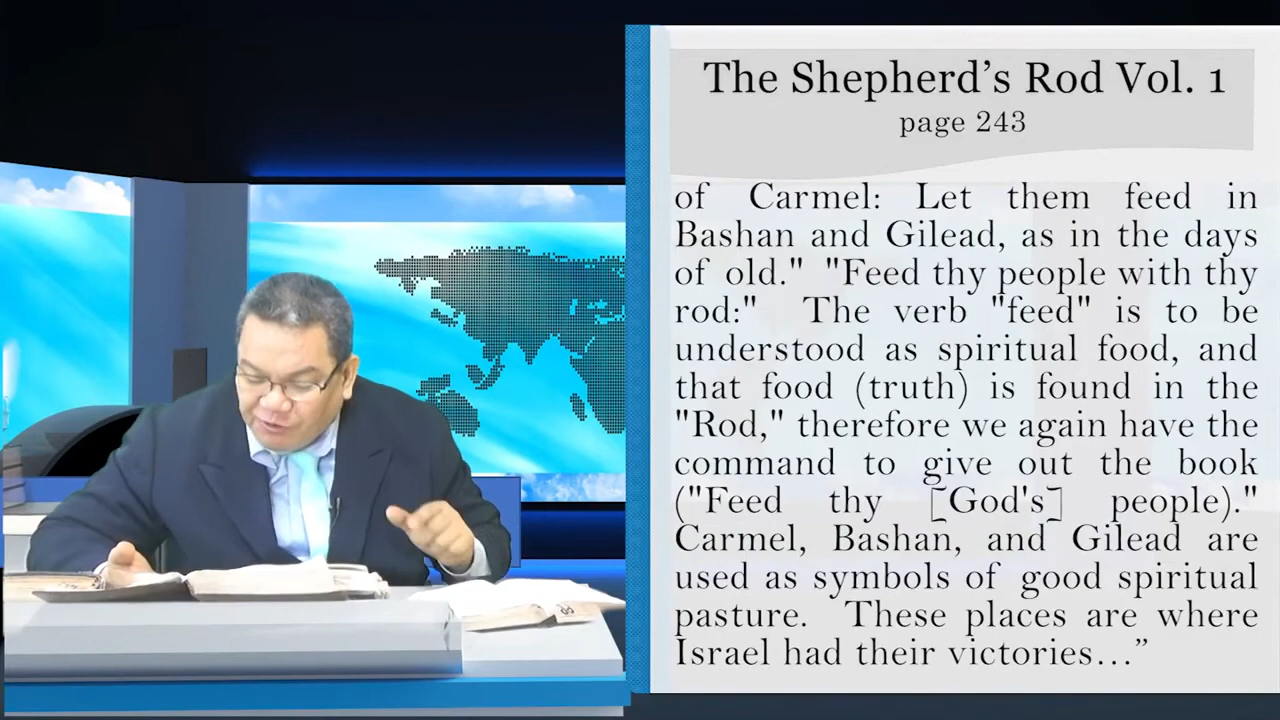 The Shepherd’s Rod Vol. 1
page 243
of Carmel: Let them feed in
Bashan and Gilead, as in the days
of old." "Feed thy people with thy
rod:" The verb "feed" is to be
understood as spiritual food, and
that food (truth) is found in the
"Rod," therefore we again have the
command to give out the book
("Feed thy [God's] people)."
Carmel, Bashan, and Gilead are
used as symbols of good spiritual
pasture. These places are where
Israel had their victories…”